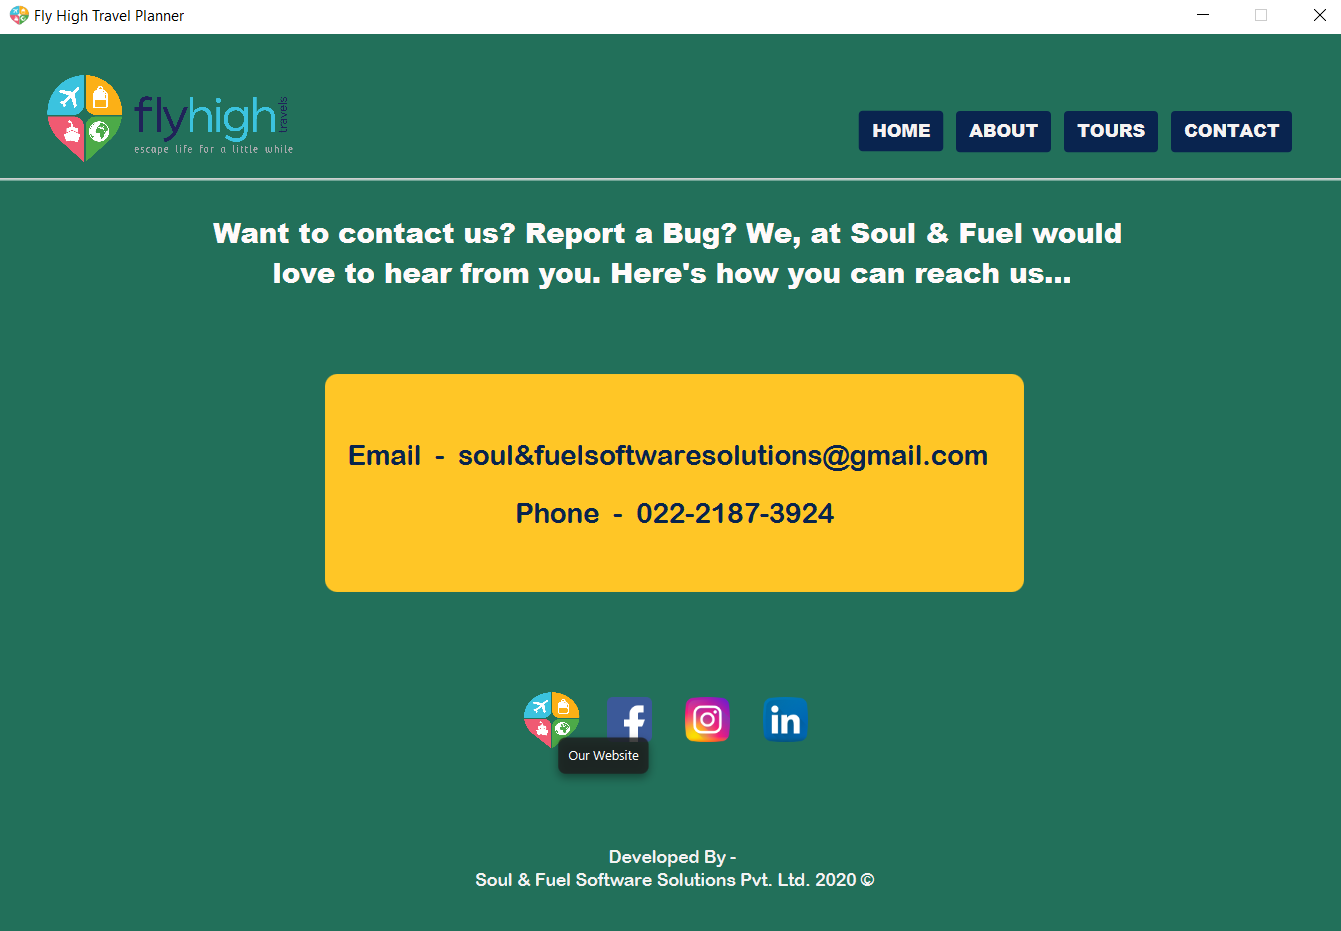 Fly High Travel Planner
flyhigh travels
escape life for a little while
HOME ABOUT TOURS CONTACT
Want to contact us? Report a Bug? We, at Soul & Fuel would
love to hear from you. Here's how you can reach us...
Email - soul&fuelsoftwaresolutions@gmail.com
Phone - 022-2187-3924
f in
Our Website
Developed By -
Soul & Fuel Software Solutions Pvt. Ltd. 2020 ©